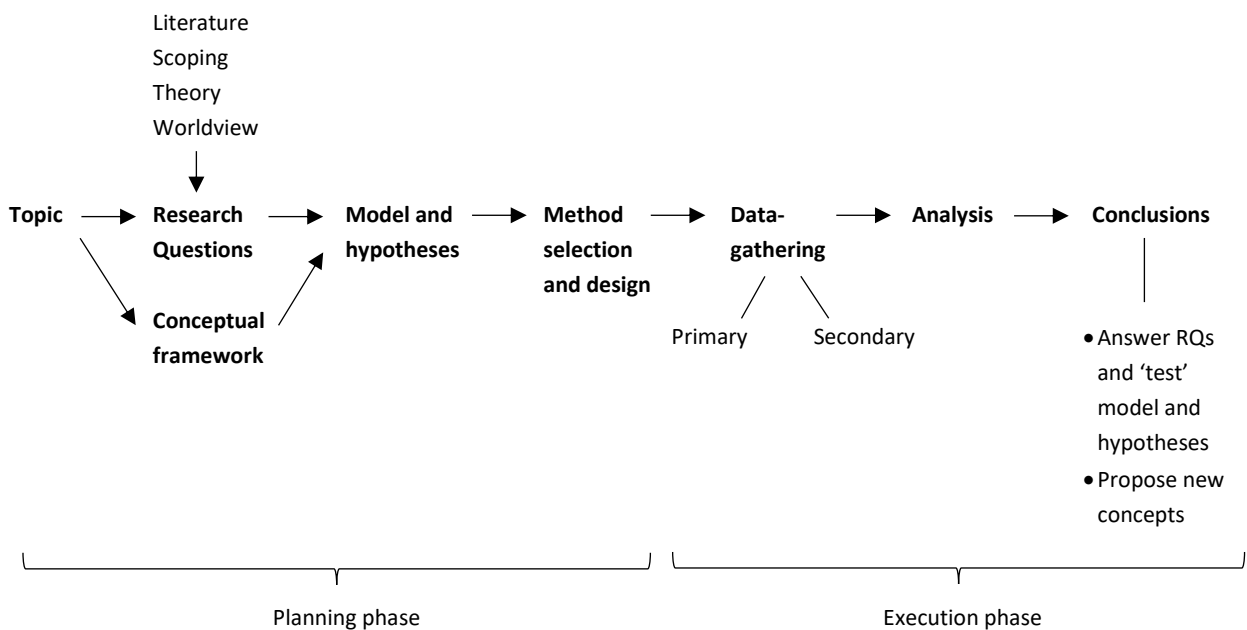 Literature
Scoping
Theory
Worldview
Topic
Research
Questions
Conceptual
framework
Model and
hypotheses
Method
selection
and design
Data-
gathering
Primary
Secondary
Analysis
Conclusions
• Answer RQs
and ‘test’
model and
hypotheses
• Propose new
concepts
Planning phase
Execution phase